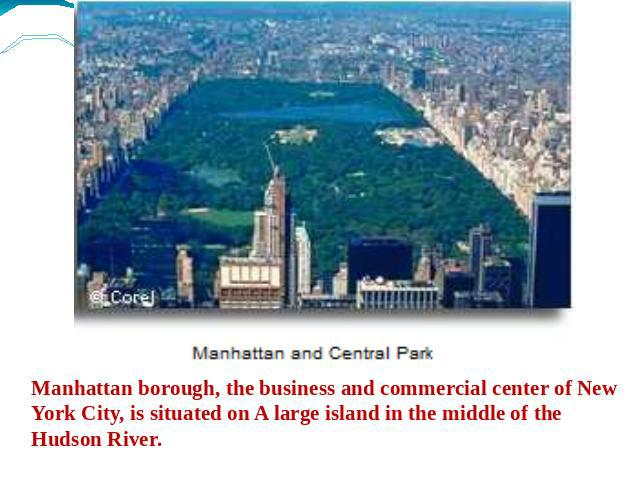 © Corel
Manhattan and Central Park
Manhattan borough, the business and commercial center of New
York City, is situated on A large island in the middle of the
Hudson River.